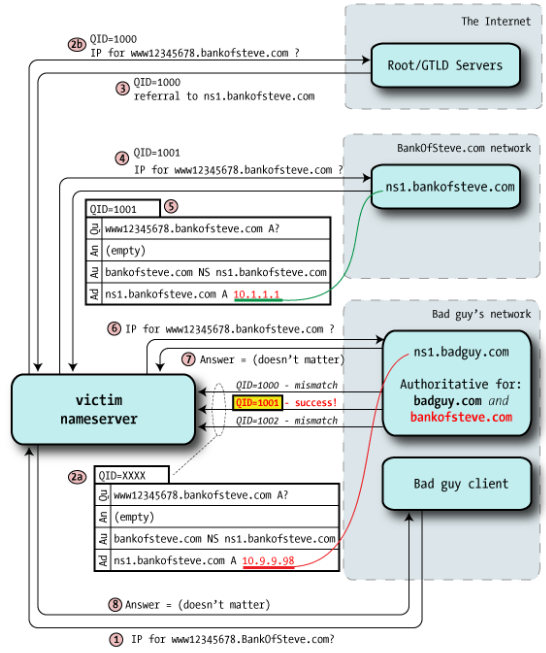 The Internet
2b
QID=1000
IP for www12345678.bankofsteve.com ?
Root/GTLD Servers
3
QID=1000
referral to ns1.bankofsteve.com
BankOfSteve.com network
4
QID=1001
IP for www12345678.bankofsteve.com ?
ns1.bankofsteve.com
QID=1001
5
Qu www12345678.bankofsteve.com A?
An (empty)
Au bankofsteve.com NS ns1.bankofsteve.com
Ad ns1.bankofsteve.com A 10.1.1.1
Bad guy's network
6 IP for www12345678.bankofsteve.com ?
7 Answer = (doesn't matter)
ns1.badguy.com
Authoritative for:
badguy.com and
bankofsteve.com
QID=1000 - mismatch
QID=1001 - success!
QID=1002 - mismatch
victim
nameserver
2a
QID=XXXX
Qu www12345678.bankofsteve.com A?
An (empty)
Au bankofsteve.com NS ns1.bankofsteve.com
Ad ns1.bankofsteve.com A 10.9.9.98
Bad guy client
8 Answer = (doesn't matter)
1 IP for www12345678.BankOfSteve.com?